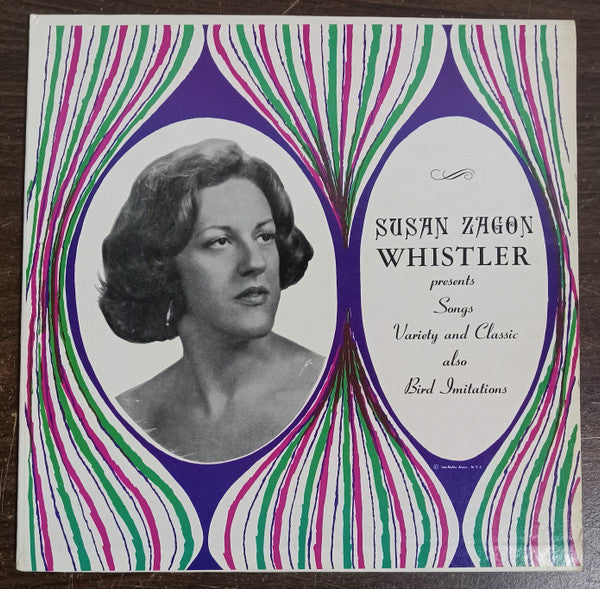 SUSAN ZAGON
WHISTLER
presents
Songs
Variety and Classic
also
Bird Imitations
©